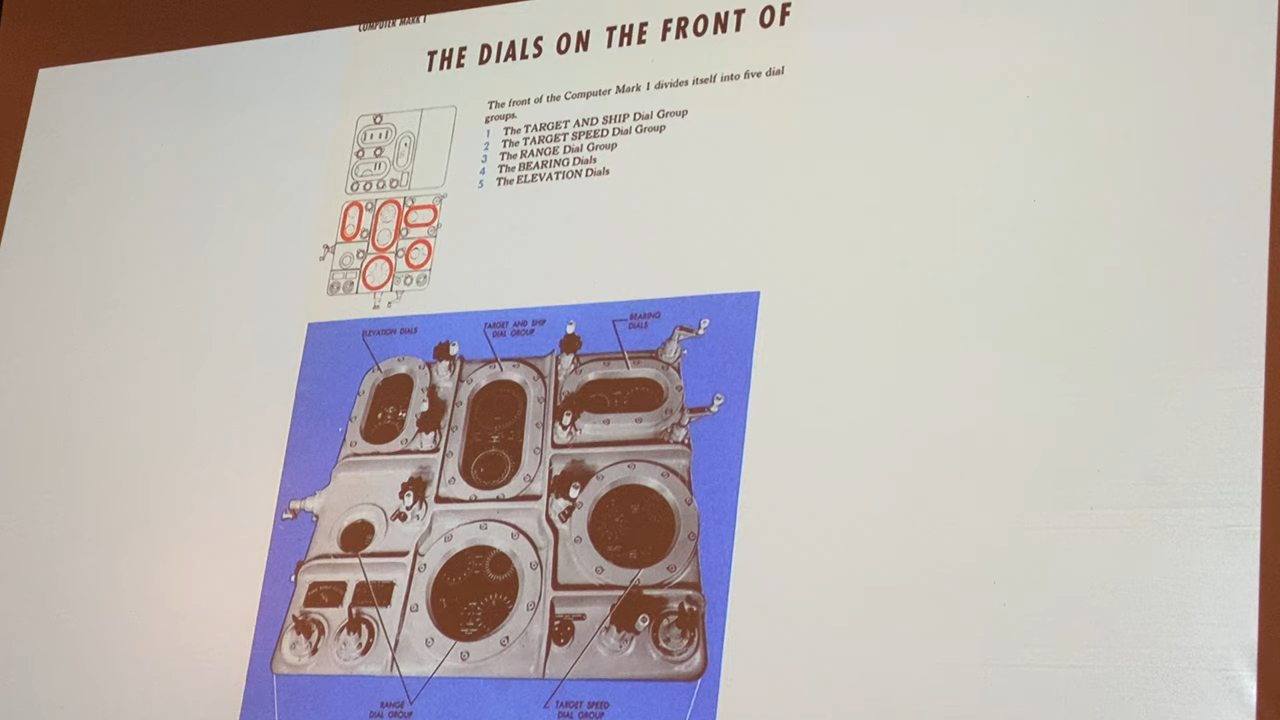 COMPUTER MARK I
THE DIALS ON THE FRONT OF
The front of the Computer Mark 1 divides itself into five dial
groups.
1 The TARGET AND SHIP Dial Group
2 The TARGET SPEED Dial Group
3 The RANGE Dial Group
4 The BEARING Dials
5 The ELEVATION Dials
ELEVATION DIALS
TARGET AND SHIP
DIAL GROUP
BEARING
DIALS
RANGE
DIAL GROUP
TARGET SPEED
DIAL GROUP